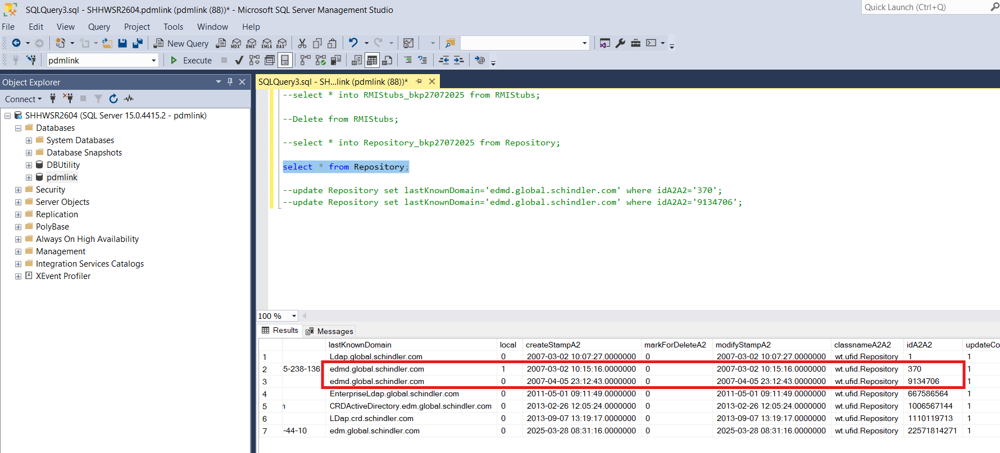 SQLQuery3.sql - SHHWSR2604.pdmlink (pdmlink (88))* - Microsoft SQL Server Management Studio
Quick Launch (Ctrl+Q)
File Edit View Query Project Tools Window Help
New Query MDX DMX XMLA DAX
pdmlink Execute
Object Explorer
Connect
SHHWSR2604 (SQL Server 15.0.4415.2 - pdmlink)
Databases
System Databases
Database Snapshots
DBUtility
pdmlink
Security
Server Objects
Replication
PolyBase
Always On High Availability
Management
Integration Services Catalogs
XEvent Profiler
SQLQuery3.sql - SH...link (pdmlink (88))*
--select * into RMIStubs_bkp27072025 from RMIStubs;
--Delete from RMIStubs;
--select * into Repository_bkp27072025 from Repository;
select * from Repository;
--update Repository set lastKnownDomain='edmd.global.schindler.com' where idA2A2='370';
--update Repository set lastKnownDomain='edmd.global.schindler.com' where idA2A2='9134706';
100 %
Results Messages
lastKnownDomain local createStampA2 markForDeleteA2 modifyStampA2 classnameA2A2 idA2A2 updateCo
1 Ldap.global.schindler.com 0 2007-03-02 10:07:27.0000000 0 2007-03-02 10:07:27.0000000 wt.ufid.Repository 1 1
2 -5-238-136 edmd.global.schindler.com 1 2007-03-02 10:15:16.0000000 0 2007-03-02 10:15:16.0000000 wt.ufid.Repository 370 1
3 edmd.global.schindler.com 0 2007-04-05 23:12:43.0000000 0 2007-04-05 23:12:43.0000000 wt.ufid.Repository 9134706 1
4 EnterpriseLdap.global.schindler.com 0 2011-05-01 09:11:49.0000000 0 2011-05-01 09:11:49.0000000 wt.ufid.Repository 667586564 1
5 CRDActiveDirectory.edm.global.schindler.com 0 2013-02-26 12:05:24.0000000 0 2013-02-26 12:05:24.0000000 wt.ufid.Repository 1006567144 1
6 LDap.crd.schindler.com 0 2013-09-07 13:19:17.0000000 0 2013-09-07 13:19:17.0000000 wt.ufid.Repository 1110119713 1
7 -44-10 edm.global.schindler.com 0 2025-03-28 08:31:16.0000000 0 2025-03-28 08:31:16.0000000 wt.ufid.Repository 22571814271 1